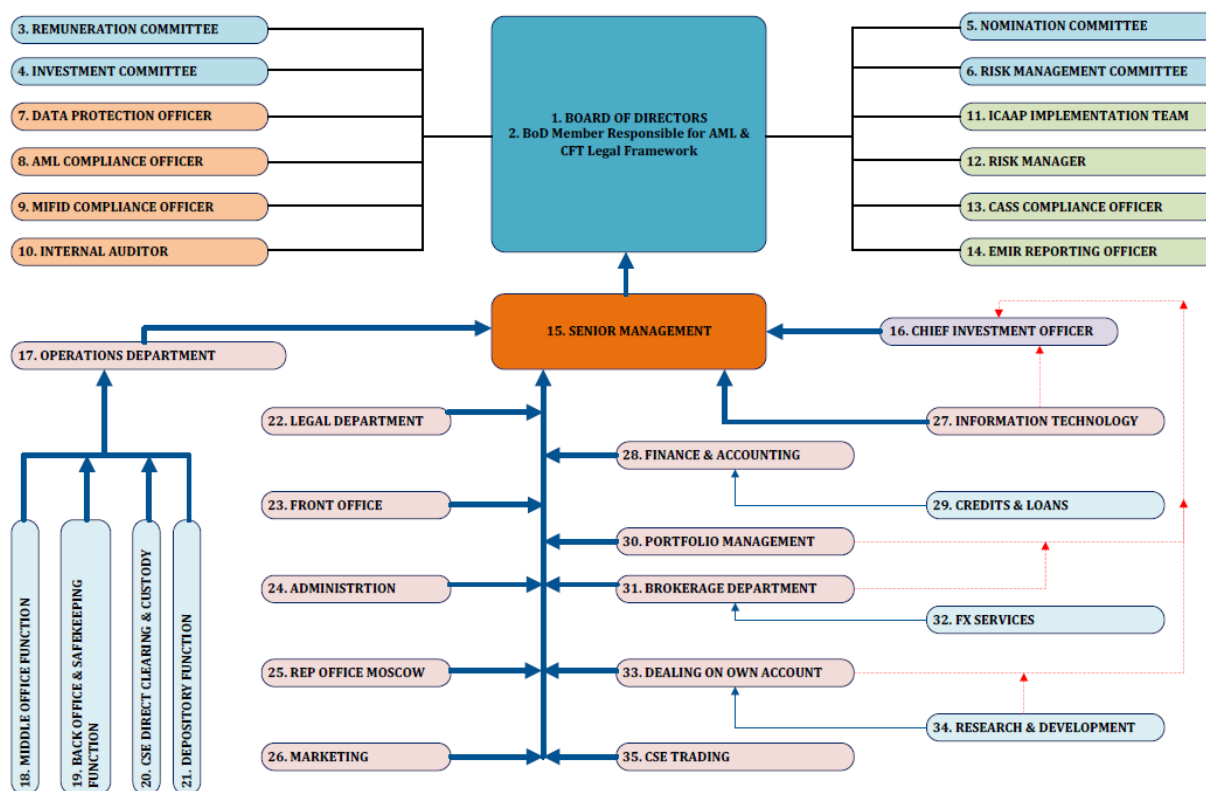 3. REMUNERATION COMMITTEE
4. INVESTMENT COMMITTEE
7. DATA PROTECTION OFFICER
8. AML COMPLIANCE OFFICER
9. MIFID COMPLIANCE OFFICER
10. INTERNAL AUDITOR
1. BOARD OF DIRECTORS
2. BoD Member Responsible for AML &
CFT Legal Framework
5. NOMINATION COMMITTEE
6. RISK MANAGEMENT COMMITTEE
11. ICAAP IMPLEMENTATION TEAM
12. RISK MANAGER
13. CASS COMPLIANCE OFFICER
14. EMIR REPORTING OFFICER
15. SENIOR MANAGEMENT
16. CHIEF INVESTMENT OFFICER
17. OPERATIONS DEPARTMENT
18. MIDDLE OFFICE FUNCTION
19. BACK OFFICE & SAFEKEEPING
FUNCTION
20. CSE DIRECT CLEARING & CUSTODY
21. DEPOSITORY FUNCTION
22. LEGAL DEPARTMENT
23. FRONT OFFICE
24. ADMINISTRTION
25. REP OFFICE MOSCOW
26. MARKETING
27. INFORMATION TECHNOLOGY
28. FINANCE & ACCOUNTING
29. CREDITS & LOANS
30. PORTFOLIO MANAGEMENT
31. BROKERAGE DEPARTMENT
32. FX SERVICES
33. DEALING ON OWN ACCOUNT
34. RESEARCH & DEVELOPMENT
35. CSE TRADING